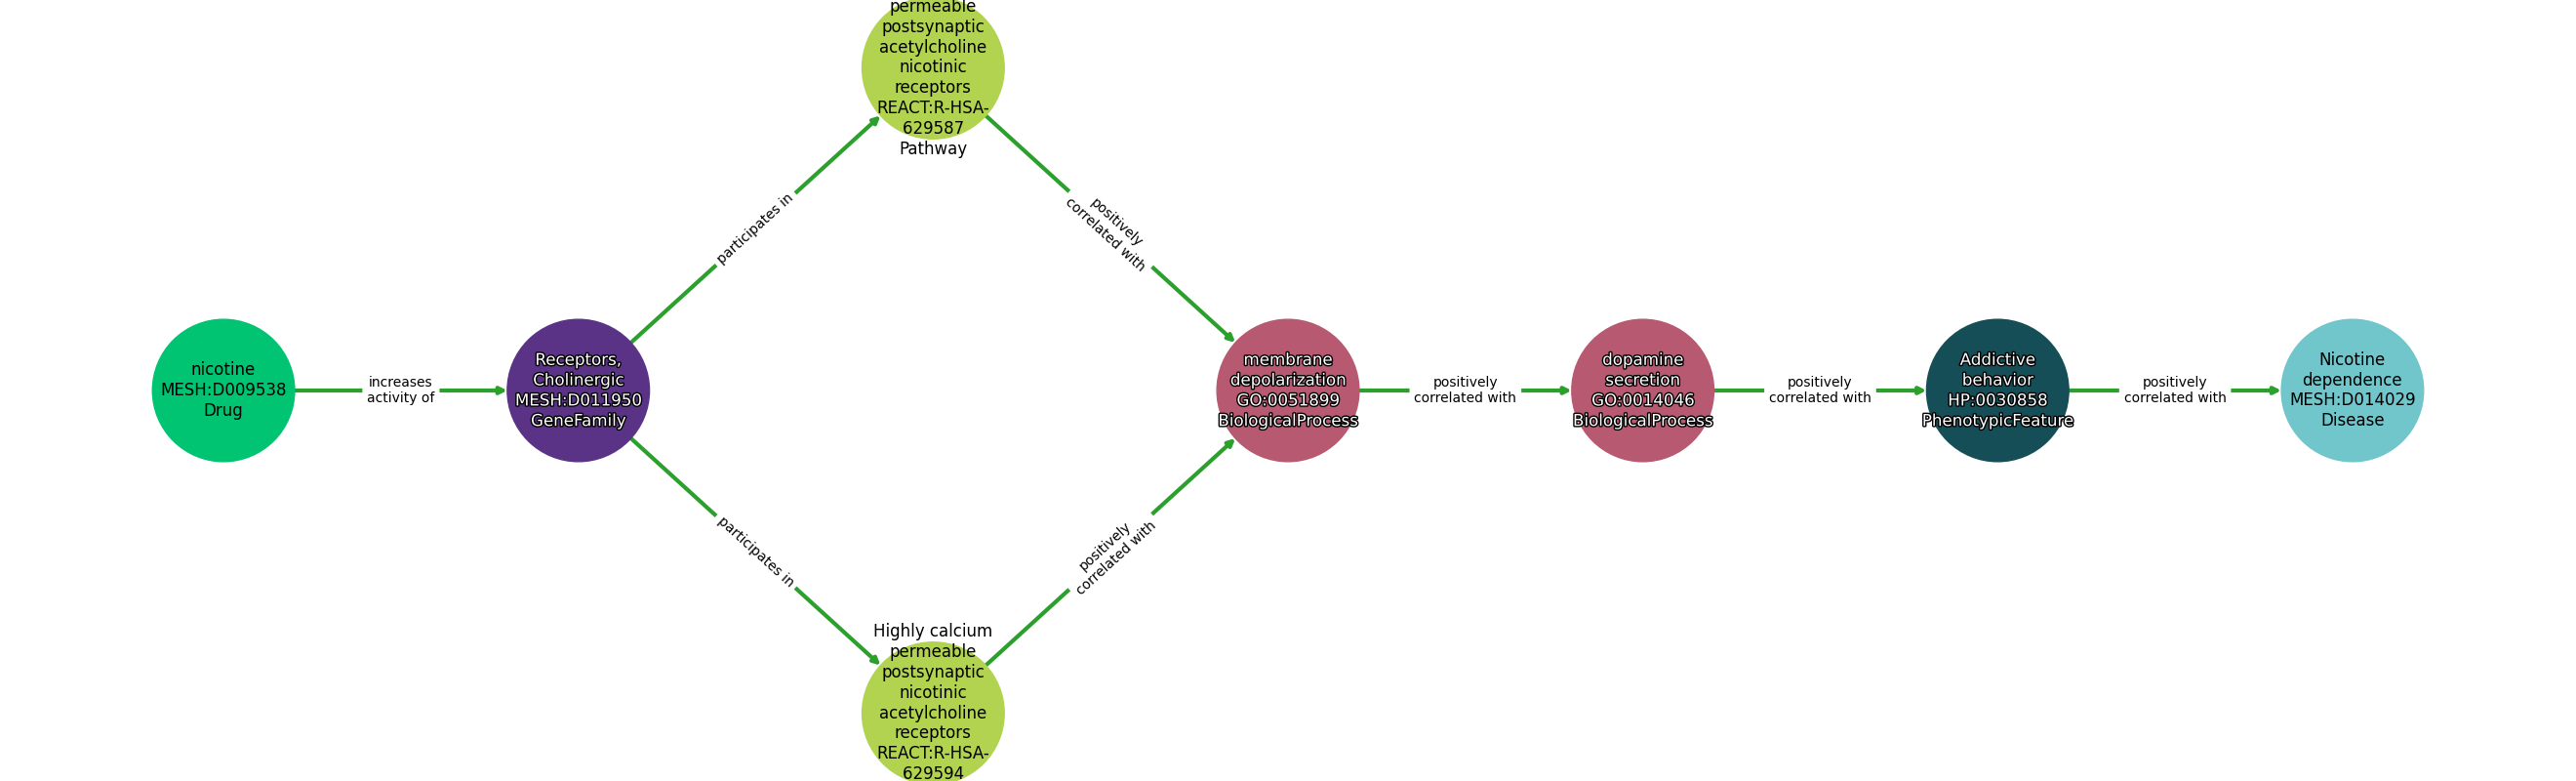 permeable
postsynaptic
acetylcholine
nicotinic
receptors
REACT:R-HSA-
629587
Pathway
participates in
positively
correlated with
nicotine
MESH:D009538
Drug
increases
activity of
Receptors,
Cholinergic
MESH:D011950
GeneFamily
membrane
depolarization
GO:0051899
BiologicalProcess
positively
correlated with
dopamine
secretion
GO:0014046
BiologicalProcess
positively
correlated with
Addictive
behavior
HP:0030858
PhenotypicFeature
positively
correlated with
Nicotine
dependence
MESH:D014029
Disease
participates in
positively
correlated with
Highly calcium
permeable
postsynaptic
nicotinic
acetylcholine
receptors
REACT:R-HSA-
629594